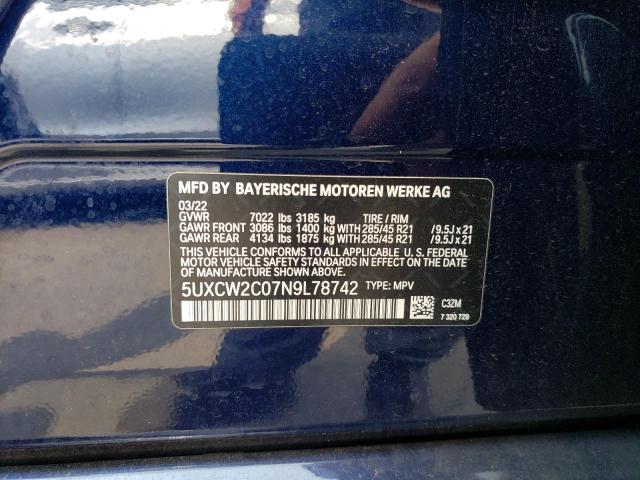 MFD BY BAYERISCHE MOTOREN WERKE AG
03/22
GVWR 7022 lbs 3185 kg TIRE / RIM
GAWR FRONT 3086 lbs 1400 kg WITH 285/45 R21 /9.5J x 21
GAWR REAR 4134 lbs 1875 kg WITH 285/45 R21 /9.5J x 21
THIS VEHICLE CONFORMS TO ALL APPLICABLE U.S. FEDERAL
MOTOR VEHICLE SAFETY STANDARDS IN EFFECT ON THE DATE
OF MANUFACTURE SHOWN ABOVE.
5UXCW2C07N9L78742 TYPE: MPV
C3ZM
7 320 729